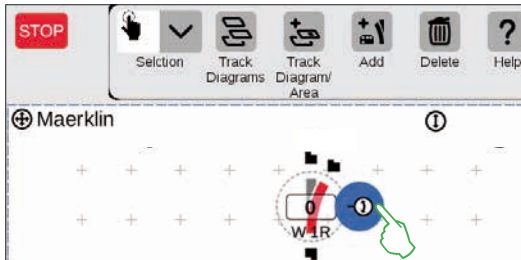 STOP
Selction
Track
Diagrams
Track
Diagram/
Area
Add
Delete
?
Help
Maerklin
0
W 1R